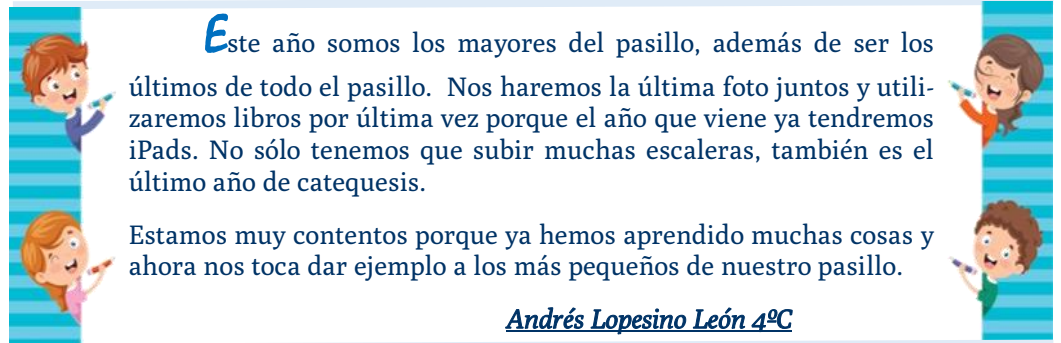 Este año somos los mayores del pasillo, además de ser los
últimos de todo el pasillo. Nos haremos la última foto juntos y utili-
zaremos libros por última vez porque el año que viene ya tendremos
iPads. No sólo tenemos que subir muchas escaleras, también es el
último año de catequesis.
Estamos muy contentos porque ya hemos aprendido muchas cosas y
ahora nos toca dar ejemplo a los más pequeños de nuestro pasillo.
Andrés Lopesino León 4ºC